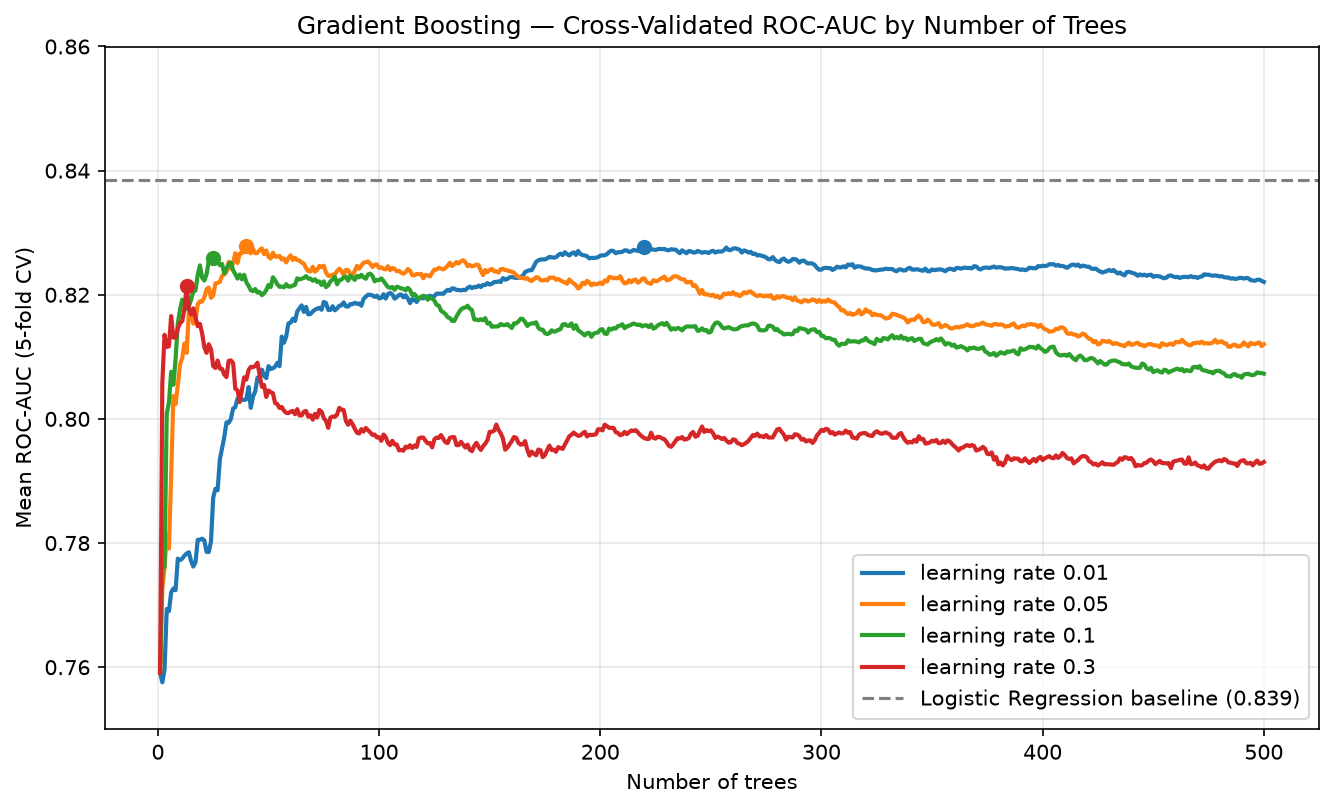 Gradient Boosting — Cross-Validated ROC-AUC by Number of Trees
Mean ROC-AUC (5-fold CV)
0.86
0.84
0.82
0.80
0.78
0.76
learning rate 0.01
learning rate 0.05
learning rate 0.1
learning rate 0.3
Logistic Regression baseline (0.839)
0
100
200
300
400
500
Number of trees